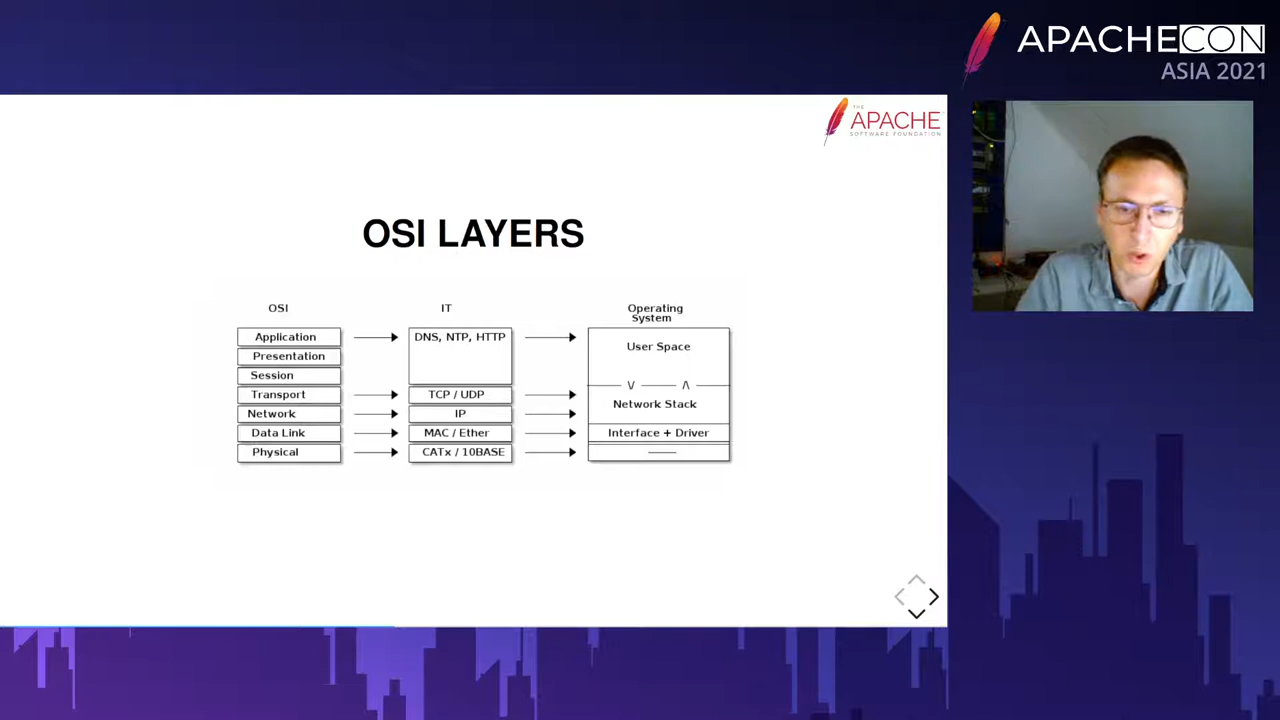 APACHECON
ASIA 2021
THE
APACHE
SOFTWARE FOUNDATION
OSI LAYERS
OSI
IT
Operating
System
Application
Presentation
Session
Transport
Network
Data Link
Physical
DNS, NTP, HTTP
TCP / UDP
IP
MAC / Ether
CATx / 10BASE
User Space
Network Stack
Interface + Driver